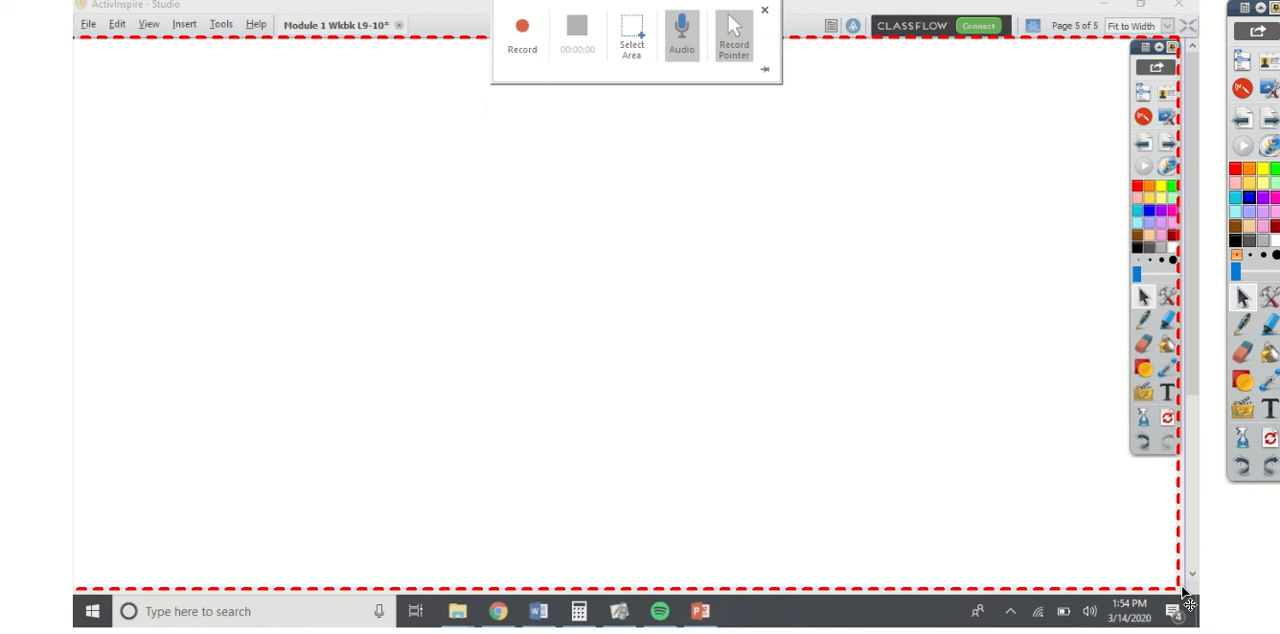 ActivInspire - Studio
File Edit View Insert Tools Help Module 1 Wkbk L9-10*
Record 00:00:00 Select Area Audio Record Pointer
CLASSFLOW Connect Page 5 of 5 Fit to Width
T
T
Type here to search
1:54 PM
3/14/2020
4